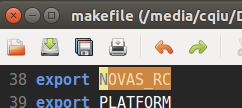 makefile (/media/cqiu/D
38 export NOVAS_RC
39 export PLATFORM